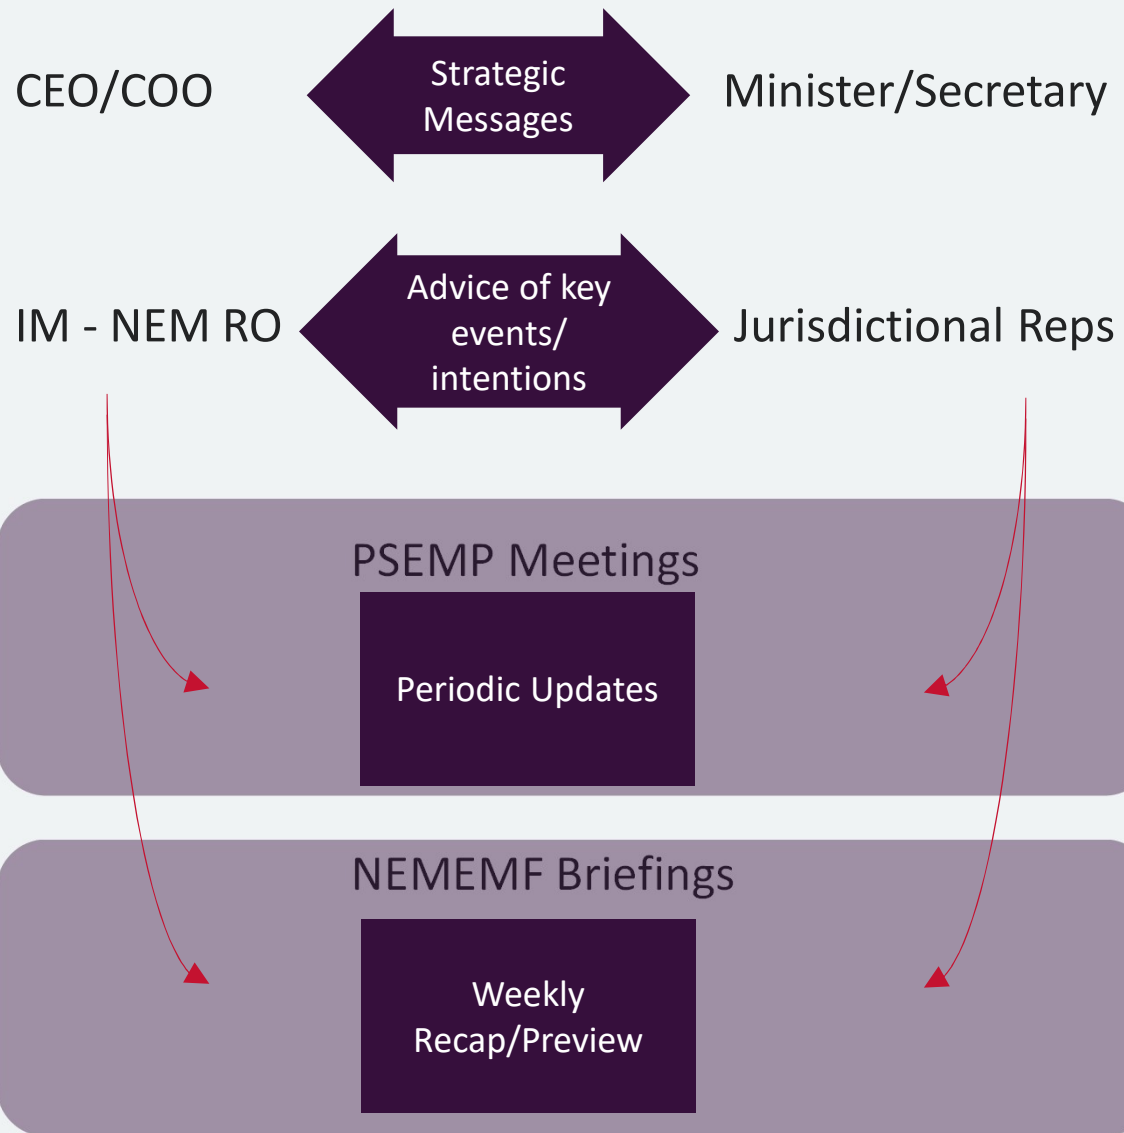 CEO/COO
Strategic
Messages
Minister/Secretary
IM - NEM RO
Advice of key
events/
intentions
Jurisdictional Reps
PSEMP Meetings
Periodic Updates
NEMEMF Briefings
Weekly
Recap/Preview